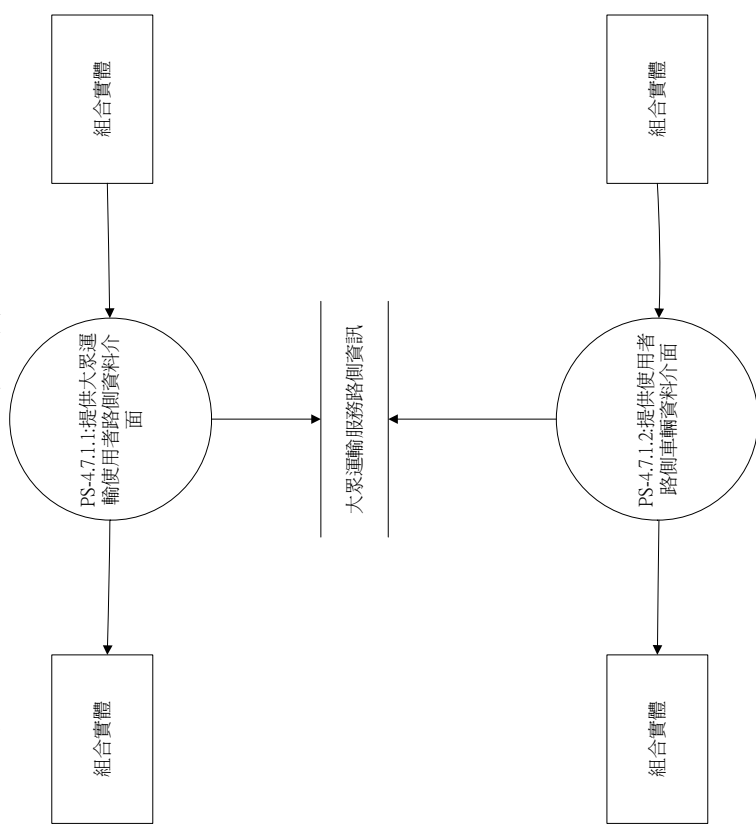 組合實體
PS-4.7.1.1:提供大眾運
輸使用者路側資料介
面
組合實體
大眾運輸服務路側資訊
組合實體
PS-4.7.1.2:提供使用者
路側車輛資料介面
組合實體